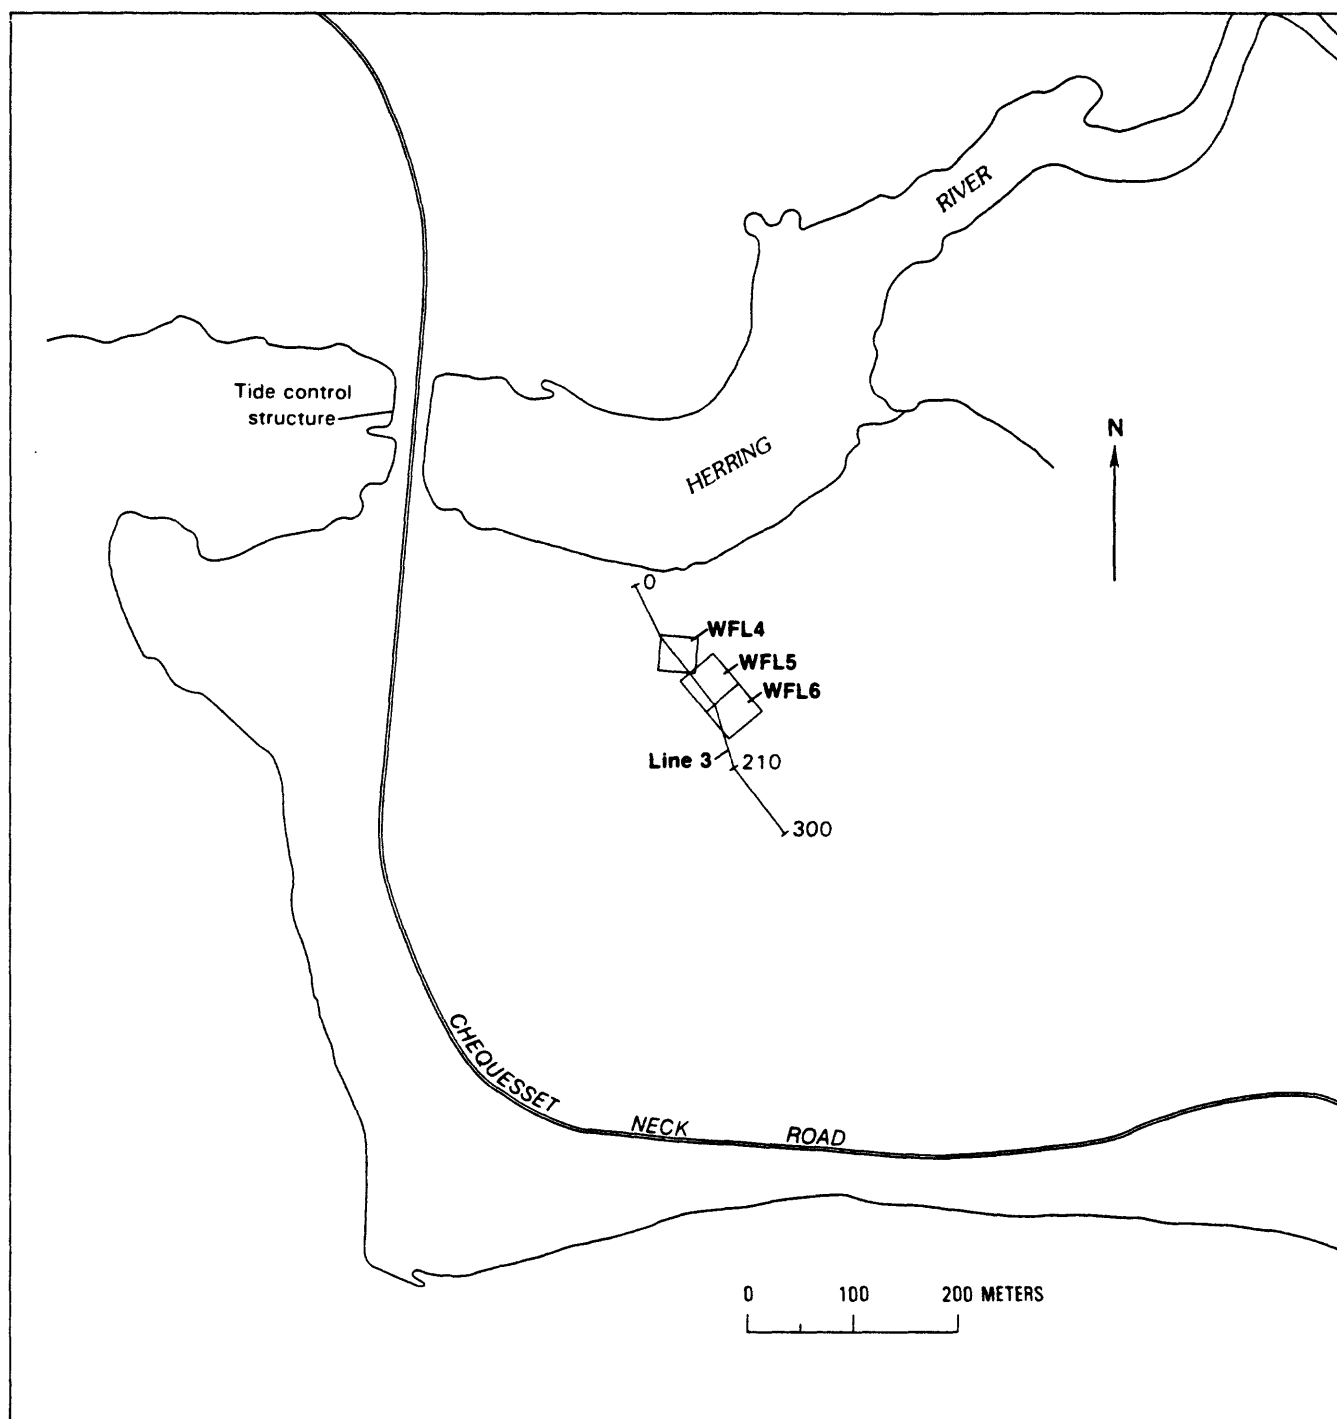 RIVER
Tide control
structure
HERRING
N
0
WFL4
WFL5
WFL6
Line 3
210
300
CHEQUESSET
NECK
ROAD
0 100 200 METERS